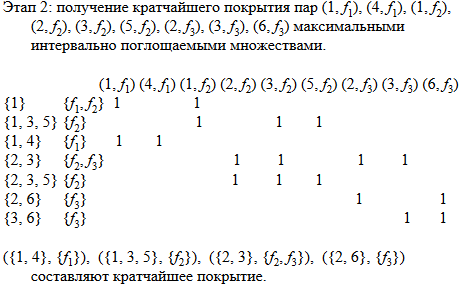 Этап 2: получение кратчайшего покрытия пар (1, f₁), (4, f₁), (1, f₂),
(2, f₂), (3, f₂), (5, f₂), (2, f₃), (3, f₃), (6, f₃) максимальными
интервально поглощаемыми множествами.
(1, f₁) (4, f₁) (1, f₂) (2, f₂) (3, f₂) (5, f₂) (2, f₃) (3, f₃) (6, f₃)
{1} {f₁, f₂} 1 1
{1, 3, 5} {f₂} 1 1 1
{1, 4} {f₁} 1 1
{2, 3} {f₂, f₃} 1 1 1 1
{2, 3, 5} {f₂} 1 1 1
{2, 6} {f₃} 1 1
{3, 6} {f₃} 1 1
({1, 4}, {f₁}), ({1, 3, 5}, {f₂}), ({2, 3}, {f₂, f₃}), ({2, 6}, {f₃})
составляют кратчайшее покрытие.